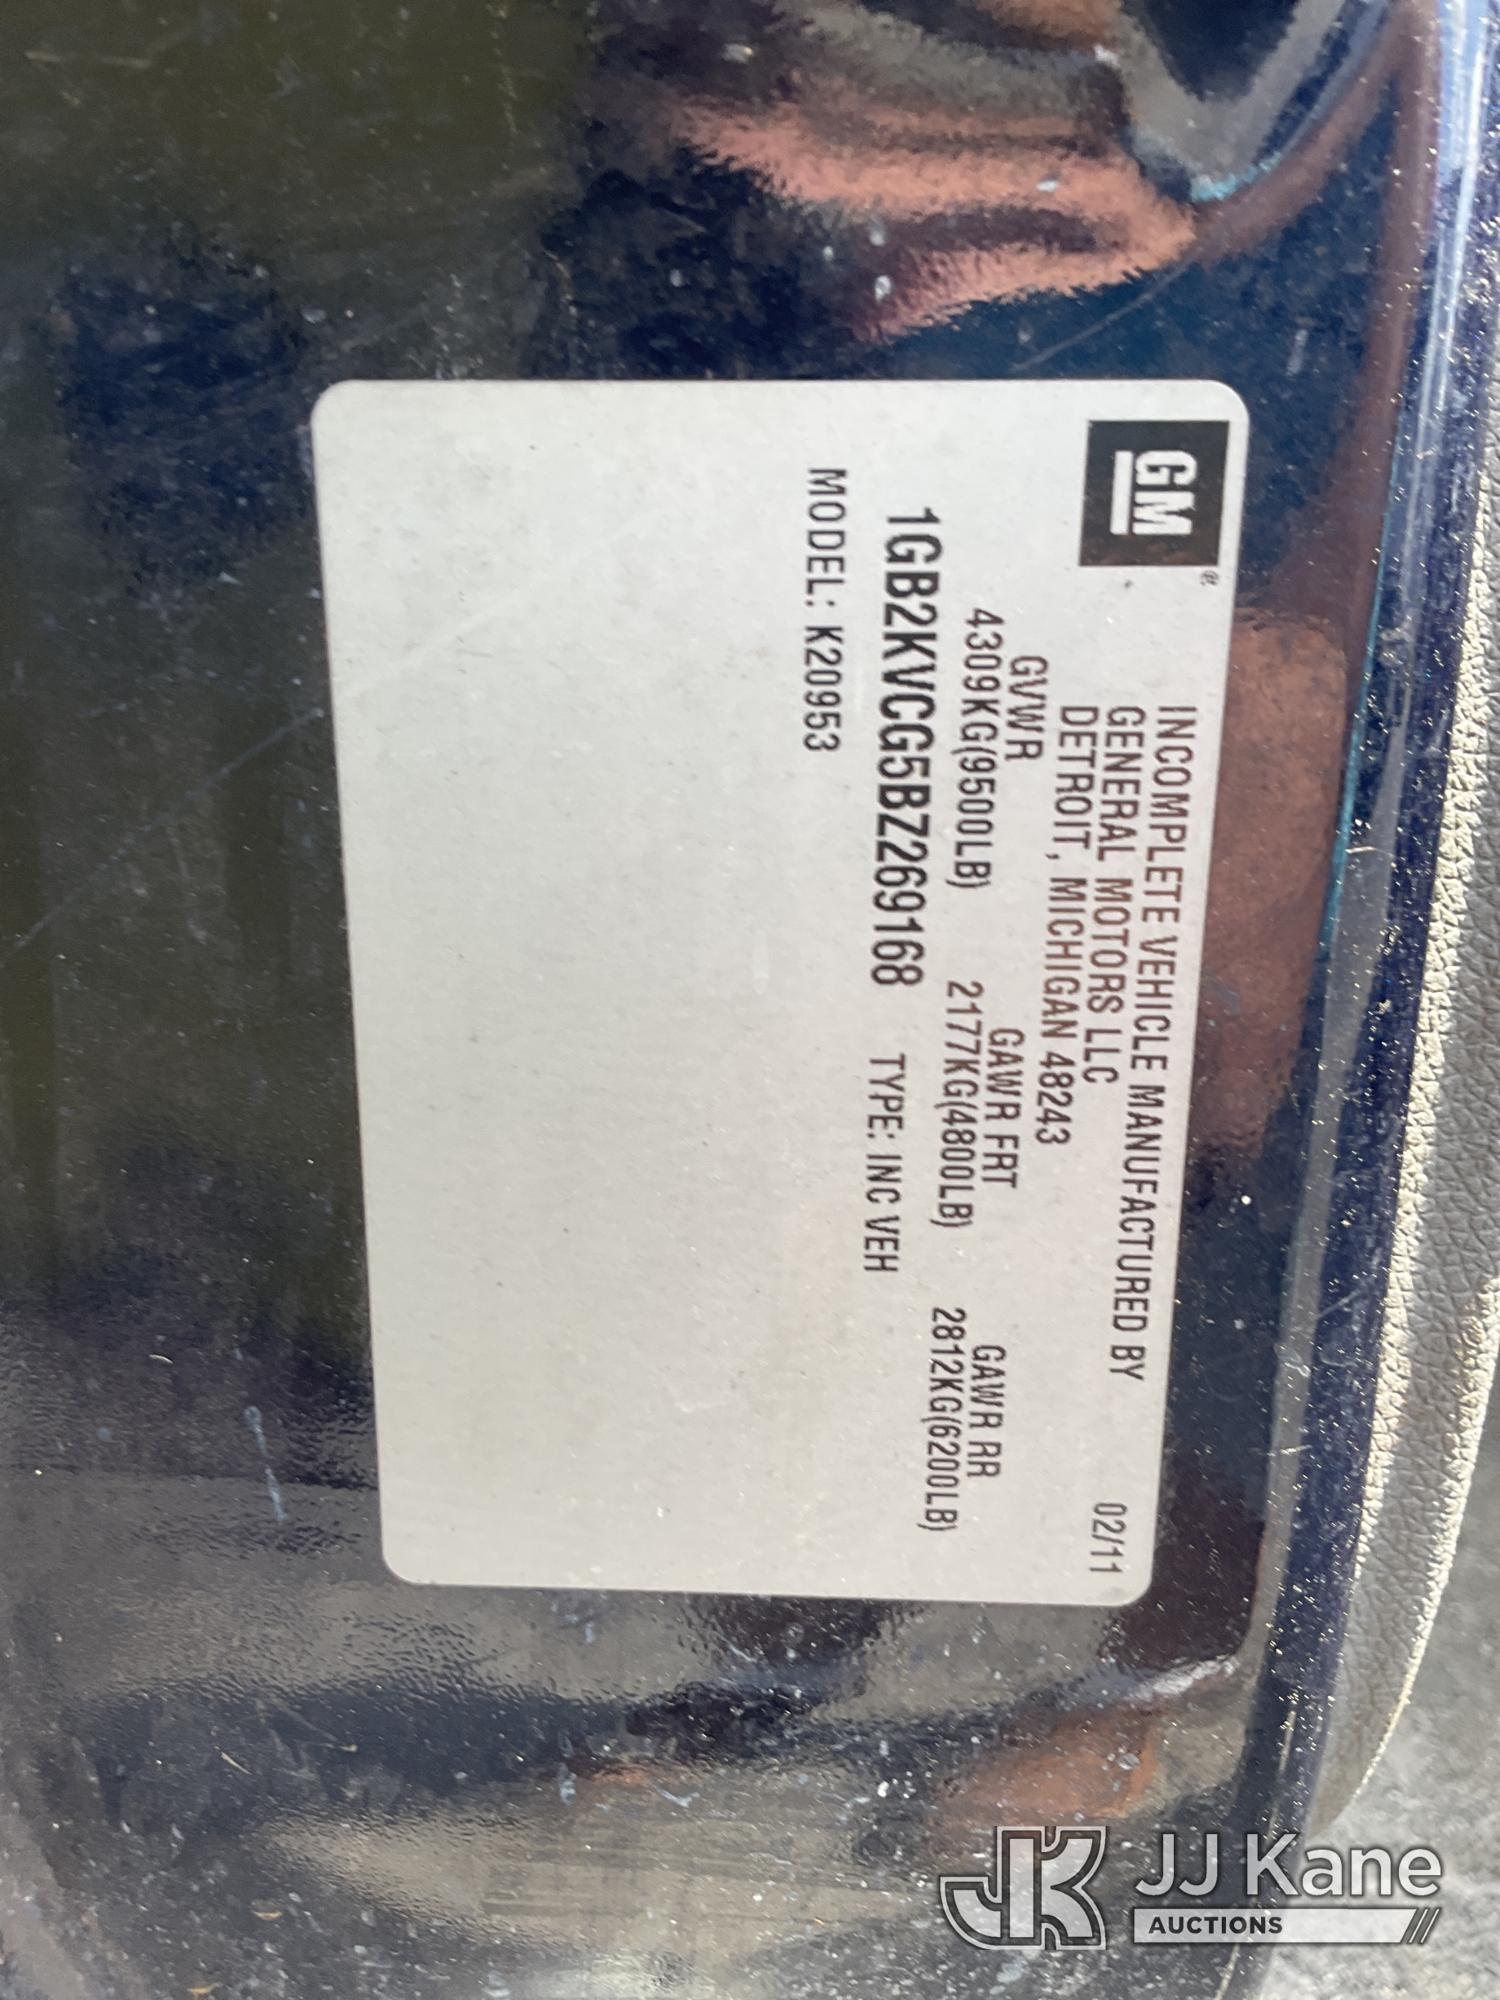 GM®
INCOMPLETE VEHICLE MANUFACTURED BY
GENERAL MOTORS LLC
DETROIT, MICHIGAN 48243
02/11
GVWR GAWR FRT GAWR RR
4309KG(9500LB) 2177KG(4800LB) 2812KG(6200LB)
1GB2KVCG5BZ269168 TYPE: INC VEH
MODEL: K20953
JK JJ Kane
AUCTIONS